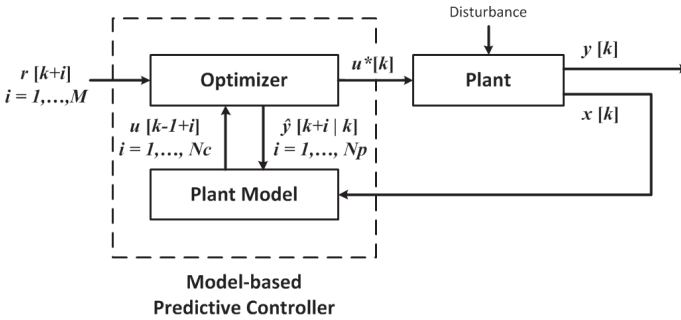 Disturbance
r [k+i]
i = 1,...,M
Optimizer
u*[k]
Plant
y [k]
x [k]
u [k-1+i]
i = 1,..., Nc
ŷ [k+i | k]
i = 1,..., Np
Plant Model
Model-based
Predictive Controller